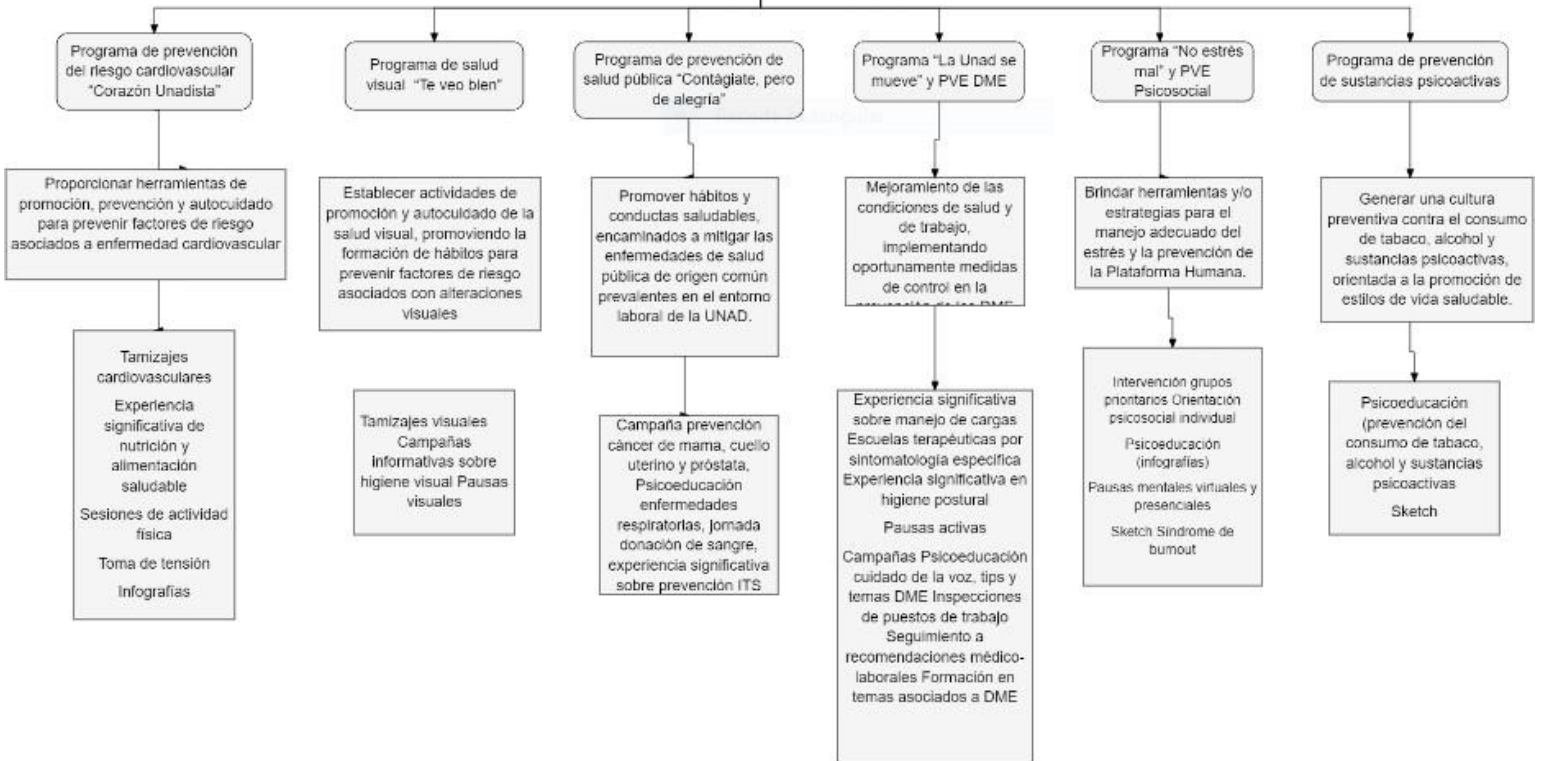 Programa de prevención
del riesgo cardiovascular
“Corazón Unadista”
Programa de salud
visual “Te veo bien”
Programa de prevención de
salud pública “Contágiate, pero
de alegría”
Programa “La Unad se
mueve” y PVE DME
Programa “No estrés
mal” y PVE
Psicosocial
Programa de prevención
de sustancias psicoactivas
Proporcionar herramientas de
promoción, prevención y autocuidado
para prevenir factores de riesgo
asociados a enfermedad cardiovascular
Establecer actividades de
promoción y autocuidado de la
salud visual, promoviendo la
formación de hábitos para
prevenir factores de riesgo
asociados con alteraciones
visuales
Promover hábitos y
conductas saludables,
encaminados a mitigar las
enfermedades de salud
pública de origen común
prevalentes en el entorno
laboral de la UNAD.
Mejoramiento de las
condiciones de salud y
de trabajo,
implementando
oportunamente medidas
de control en la
prevención de los DME
Brindar herramientas y/o
estrategias para el
manejo adecuado del
estrés y la prevención de
la Plataforma Humana.
Generar una cultura
preventiva contra el consumo
de tabaco, alcohol y
sustancias psicoactivas,
orientada a la promoción de
estilos de vida saludable.
Tamizajes
cardiovasculares
Experiencia
significativa de
nutrición y
alimentación
saludable
Sesiones de actividad
física
Toma de tensión
Infografías
Tamizajes visuales
Campañas
informativas sobre
higiene visual Pausas
visuales
Campaña prevención
cáncer de mama, cuello
uterino y próstata,
Psicoeducación
enfermedades
respiratorias, jornada
donación de sangre,
experiencia significativa
sobre prevención ITS
Experiencia significativa
sobre manejo de cargas
Escuelas terapéuticas por
sintomatología específica
Experiencia significativa en
higiene postural
Pausas activas
Campañas Psicoeducación
cuidado de la voz, tips y
temas DME Inspecciones
de puestos de trabajo
Seguimiento a
recomendaciones médico-
laborales Formación en
temas asociados a DME
Intervención grupos
prioritarios Orientación
psicosocial individual
Psicoeducación
(infografías)
Pausas mentales virtuales y
presenciales
Sketch Síndrome de
burnout
Psicoeducación
(prevención del
consumo de tabaco,
alcohol y sustancias
psicoactivas
Sketch